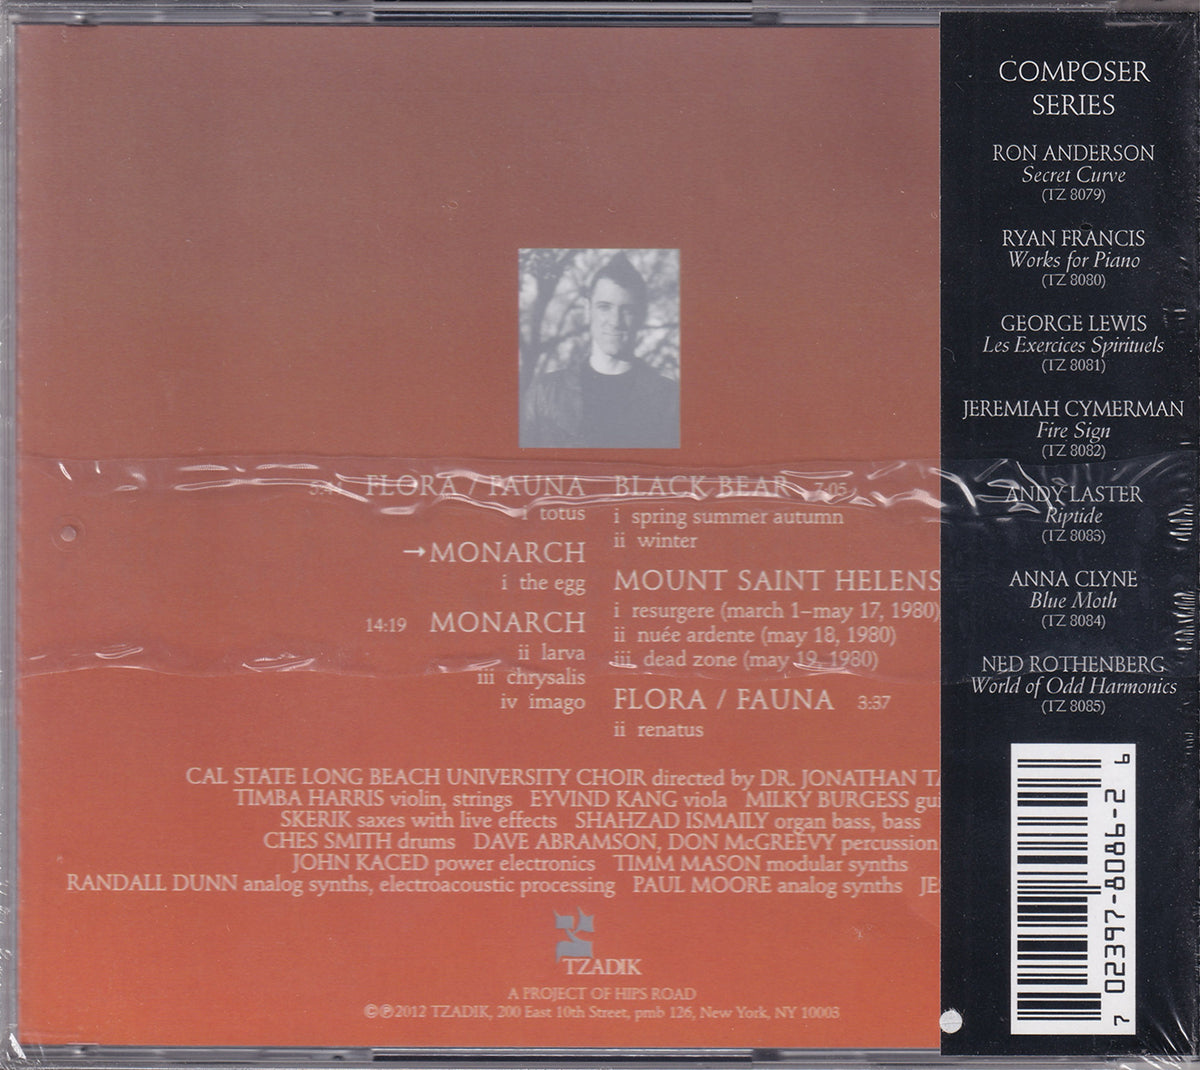 FLORA / FAUNA
i totus
→MONARCH
i the egg
14:19 MONARCH
ii larva
iii chrysalis
iv imago
BLACK BEAR 7:05
i spring summer autumn
ii winter
MOUNT SAINT HELENS
i resurgere (march 1–may 17, 1980)
ii nuée ardente (may 18, 1980)
iii dead zone (may 19, 1980)
FLORA / FAUNA 3:37
ii renatus
CAL STATE LONG BEACH UNIVERSITY CHOIR directed by DR. JONATHAN
TIMBA HARRIS violin, strings EYVIND KANG viola MILKY BURGESS
SKERIK saxes with live effects SHAHZAD ISMAILY organ bass, bass
CHES SMITH drums DAVE ABRAMSON, DON McGREEVY percussion
JOHN KACED power electronics TIMM MASON modular synths
RANDALL DUNN analog synths, electroacoustic processing PAUL MOORE analog synths
TZADIK
A PROJECT OF HIPS ROAD
©℗2012 TZADIK, 200 East 10th Street, pmb 126, New York, NY 10003
COMPOSER
SERIES
RON ANDERSON
Secret Curve
(TZ 8079)
RYAN FRANCIS
Works for Piano
(TZ 8080)
GEORGE LEWIS
Les Exercices Spirituels
(TZ 8081)
JEREMIAH CYMERMAN
Fire Sign
(TZ 8082)
ANDY LASTER
Riptide
(TZ 8083)
ANNA CLYNE
Blue Moth
(TZ 8084)
NED ROTHENBERG
World of Odd Harmonics
(TZ 8085)
7 02397-8086-2 6